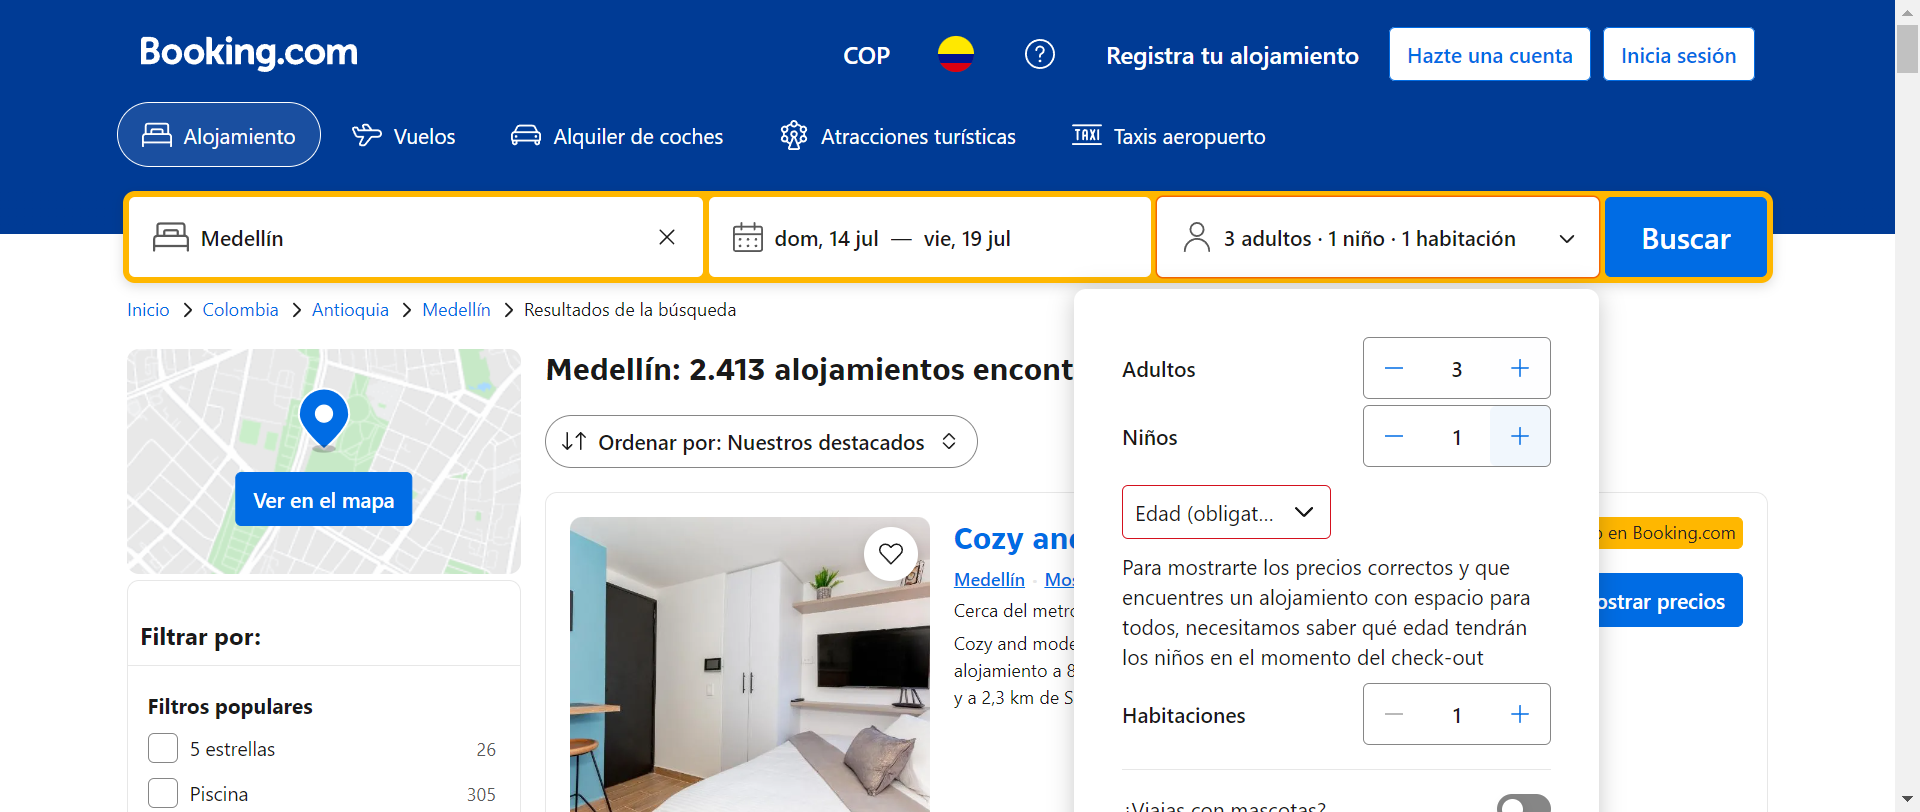 Booking.com
COP
Registra tu alojamiento
Hazte una cuenta
Inicia sesión
Alojamiento
Vuelos
Alquiler de coches
Atracciones turísticas
TAXI Taxis aeropuerto
Medellín
dom, 14 jul — vie, 19 jul
3 adultos · 1 niño · 1 habitación
Buscar
Inicio
Colombia
Antioquia
Medellín
Resultados de la búsqueda
Ver en el mapa
Filtrar por:
Filtros populares
5 estrellas 26
Piscina 305
Medellín: 2.413 alojamientos encont
Ordenar por: Nuestros destacados
Cozy an
Medellín
Mos
Cerca del metro
Cozy and mode
alojamiento a 8
y a 2,3 km de S
en Booking.com
ostrar precios
Adultos 3
Niños 1
Edad (obligat...
Para mostrarte los precios correctos y que
encuentres un alojamiento con espacio para
todos, necesitamos saber qué edad tendrán
los niños en el momento del check-out
Habitaciones 1
¿Viajas con mascotas?